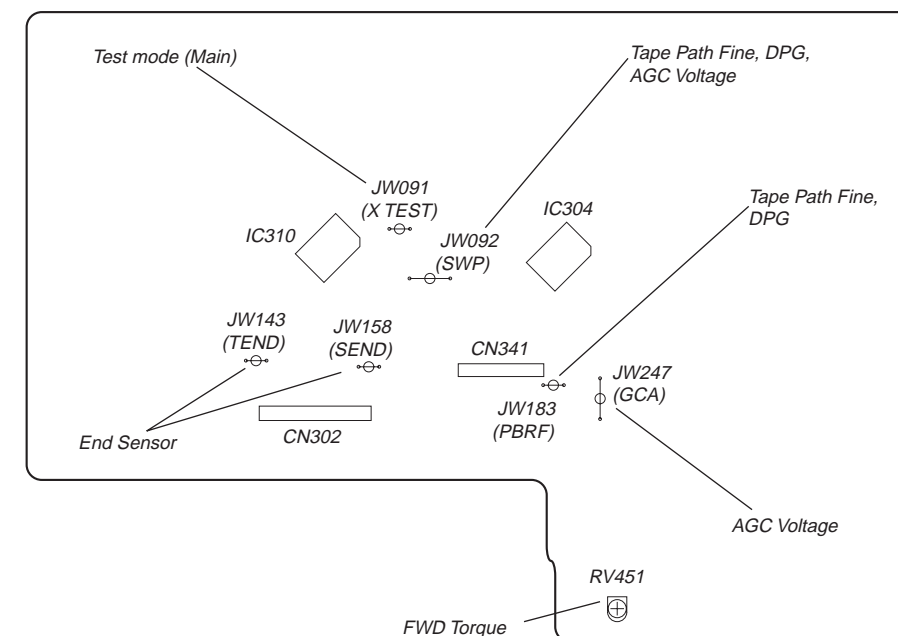 Test mode (Main)
Tape Path Fine, DPG,
AGC Voltage
JW091
(X TEST)
IC304
Tape Path Fine,
DPG
IC310
JW092
(SWP)
JW143
(TEND)
JW158
(SEND)
CN341
JW247
(GCA)
JW183
(PBRF)
CN302
End Sensor
AGC Voltage
RV451
FWD Torque